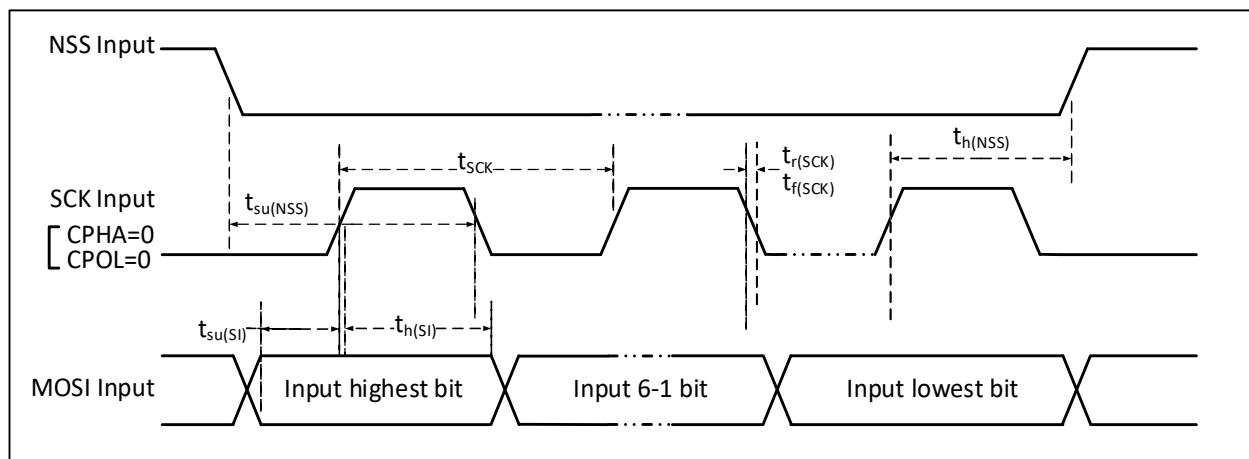 NSS Input
th(NSS)
tSCK
tr(SCK)
tf(SCK)
SCK Input
tsu(NSS)
CPHA=0
CPOL=0
tsu(SI)
th(SI)
MOSI Input
Input highest bit
Input 6-1 bit
Input lowest bit